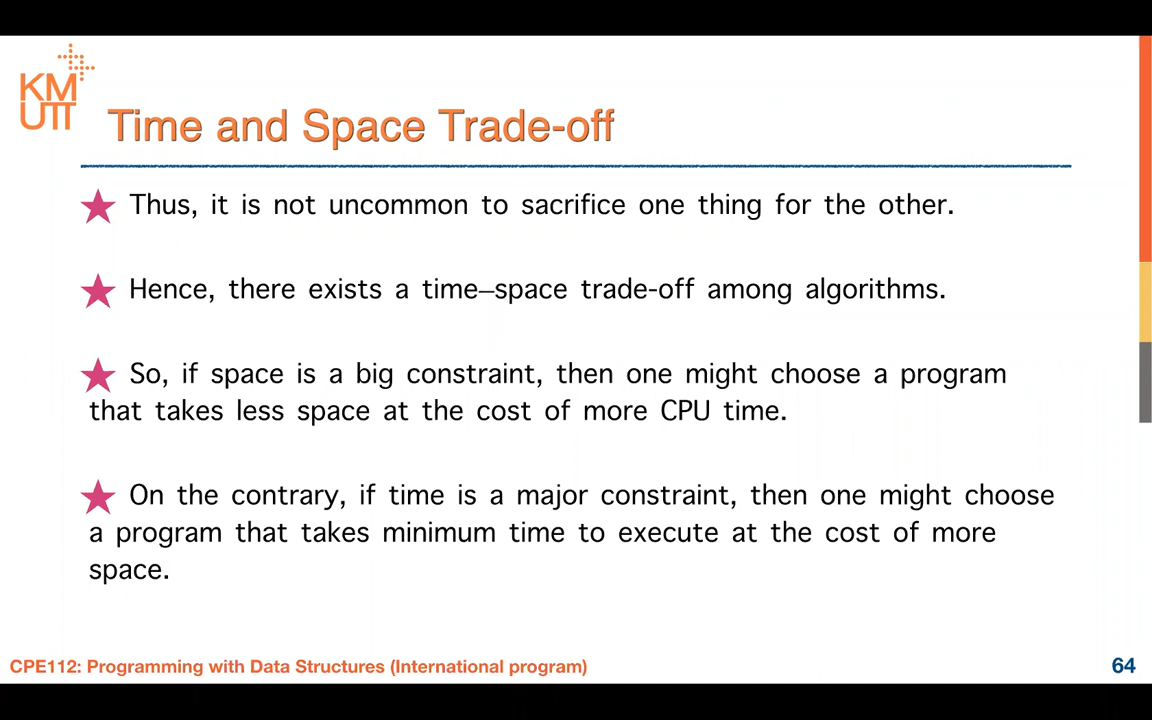 KM
UTT
Time and Space Trade-off
Thus, it is not uncommon to sacrifice one thing for the other.
Hence, there exists a time–space trade-off among algorithms.
So, if space is a big constraint, then one might choose a program
that takes less space at the cost of more CPU time.
On the contrary, if time is a major constraint, then one might choose
a program that takes minimum time to execute at the cost of more
space.
CPE112: Programming with Data Structures (International program)
64